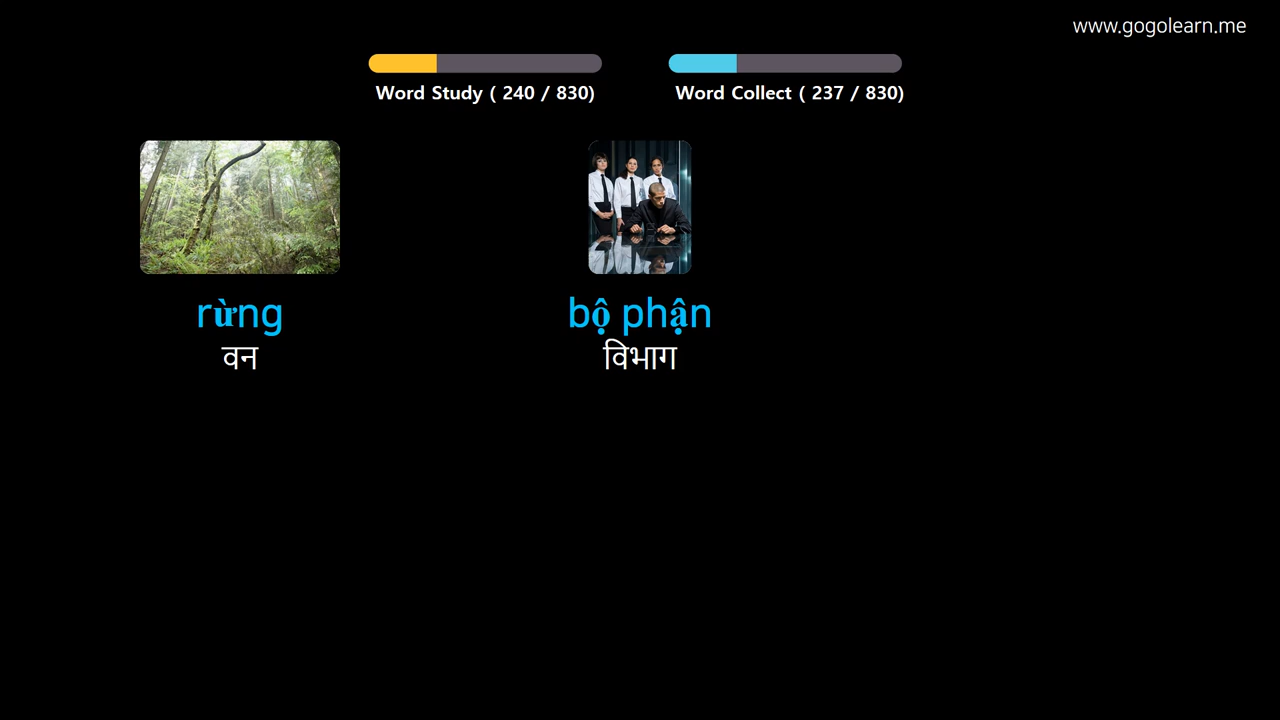 www.gogolearn.me
Word Study ( 240 / 830)
Word Collect ( 237 / 830)
rừng
वन
bộ phận
विभाग